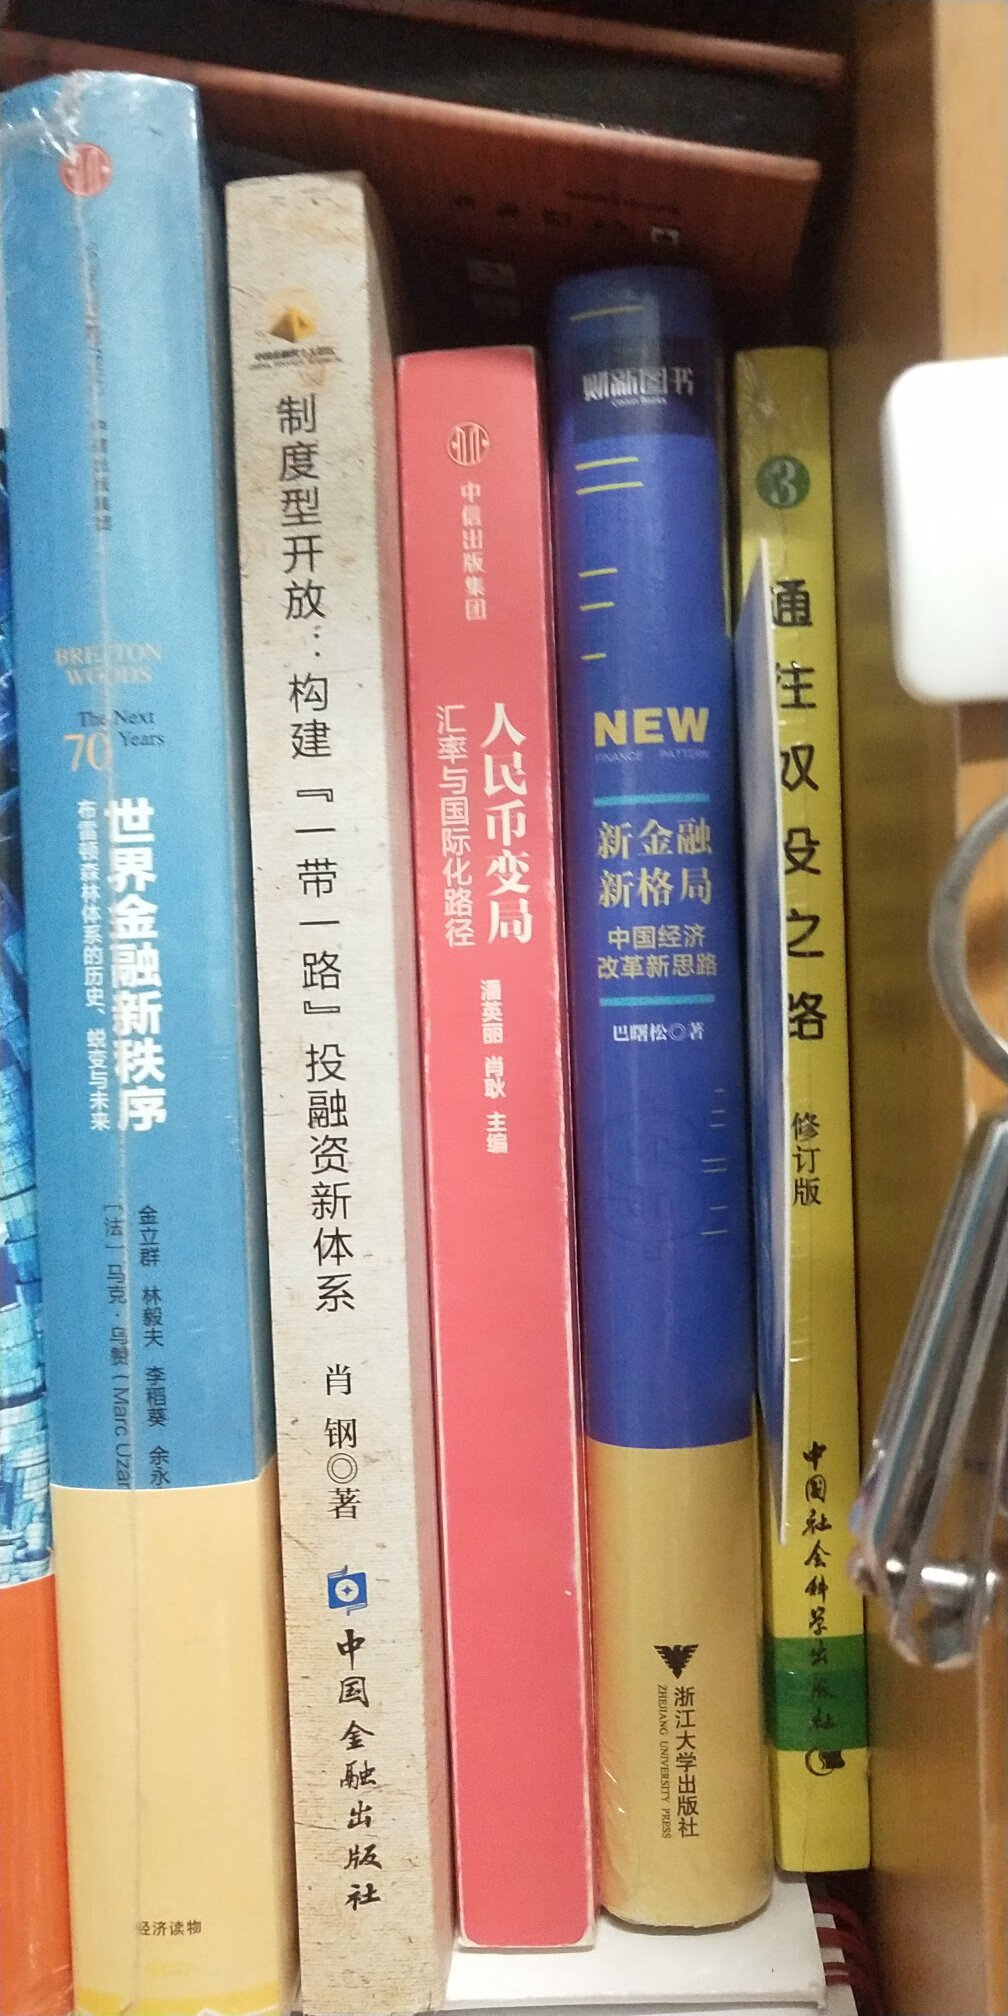 BRETTON
WOODS
The Next
70 Years
世界金融新秩序
布雷顿森林体系的历史、蜕变与未来
金立群 林毅夫 李稻葵 余永
[法] 马克·乌赞 (Marc Uzan
经济读物
制度型开放：构建『一带一路』投融资新体系
肖钢◎著
中国金融出版社
中信出版集团
人民币变局
汇率与国际化路径
潘英丽 肖耿 主编
财新图书
Caixin Books
NEW
FINANCE PATTERN
新金融
新格局
中国经济
改革新思路
巴曙松◎著
浙江大学出版社
ZHEJIANG UNIVERSITY PRESS
3
通往奴役之路
修订版
中国社会科学出版社